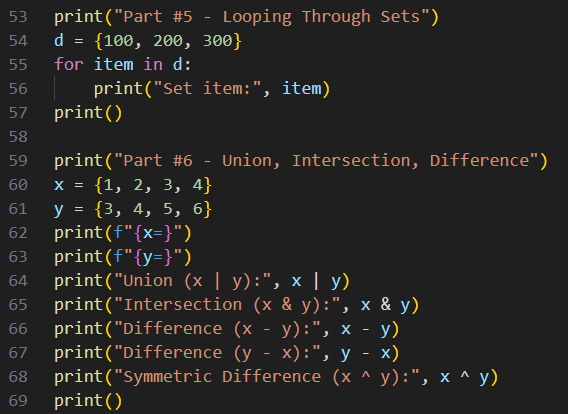 53 print("Part #5 - Looping Through Sets")
54 d = {100, 200, 300}
55 for item in d:
56     print("Set item:", item)
57 print()
58
59 print("Part #6 - Union, Intersection, Difference")
60 x = {1, 2, 3, 4}
61 y = {3, 4, 5, 6}
62 print(f"{x=}")
63 print(f"{y=}")
64 print("Union (x | y):", x | y)
65 print("Intersection (x & y):", x & y)
66 print("Difference (x - y):", x - y)
67 print("Difference (y - x):", y - x)
68 print("Symmetric Difference (x ^ y):", x ^ y)
69 print()